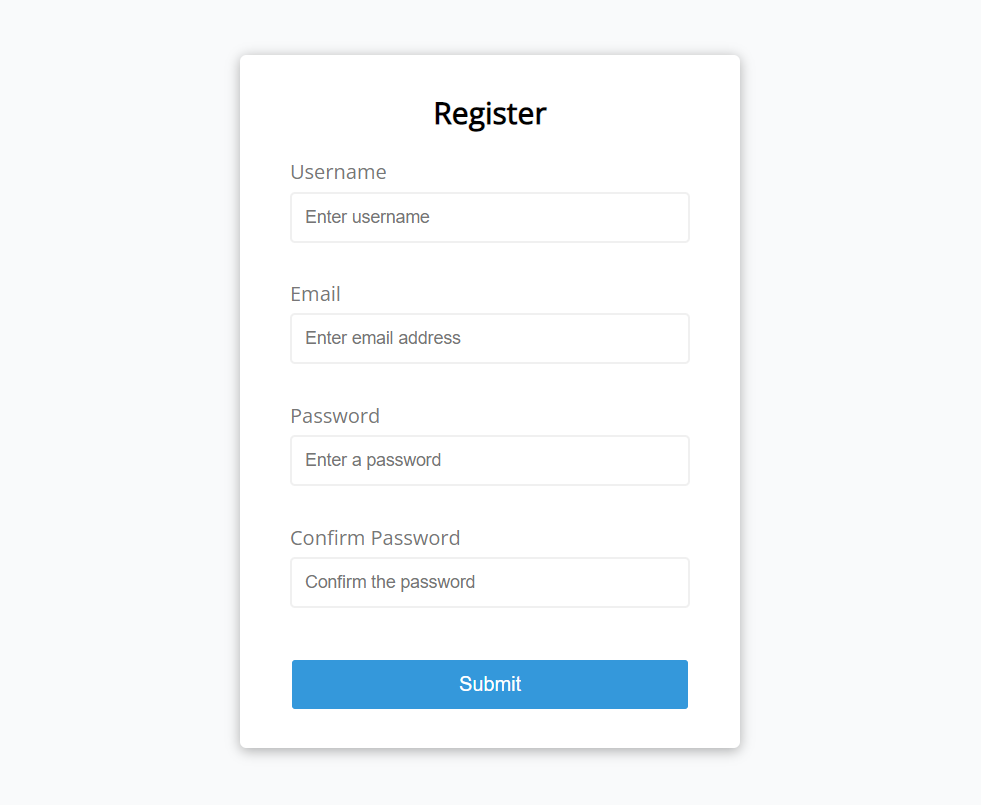 Register
Username
Enter username
Email
Enter email address
Password
Enter a password
Confirm Password
Confirm the password
Submit